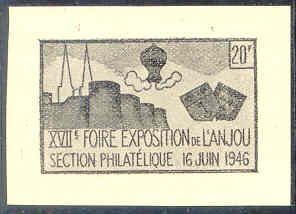 20F
XVIIᵉ FOIRE EXPOSITION DE L'ANJOU
SECTION PHILATÉLIQUE. 16 JUIN 1946